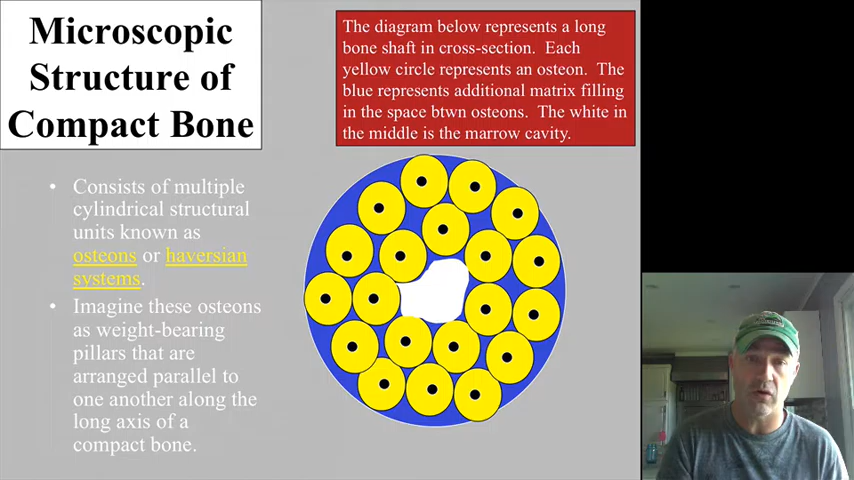 Microscopic
Structure of
Compact Bone
The diagram below represents a long
bone shaft in cross-section.  Each
yellow circle represents an osteon.  The
blue represents additional matrix filling
in the space btwn osteons.  The white in
the middle is the marrow cavity.
• Consists of multiple
cylindrical structural
units known as
osteons or haversian
systems.
• Imagine these osteons
as weight-bearing
pillars that are
arranged parallel to
one another along the
long axis of a
compact bone.